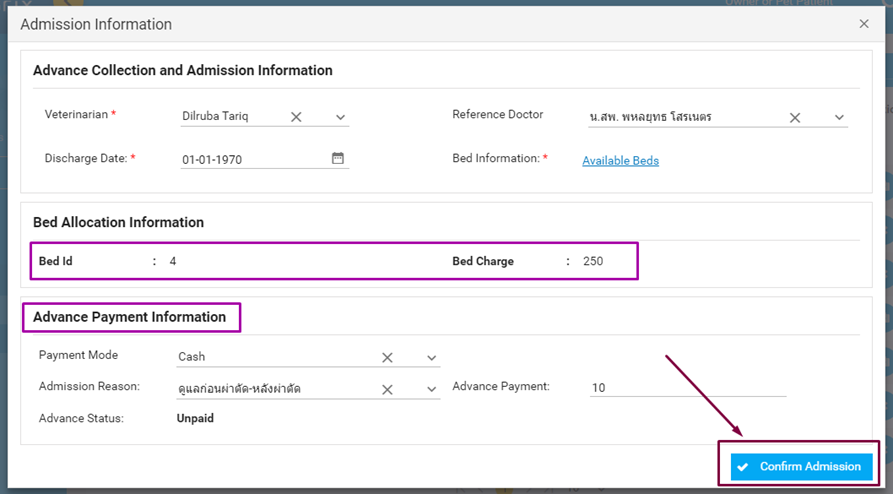 Owner or Pet Patient
Admission Information
Advance Collection and Admission Information
Veterinarian * Dilruba Tariq Reference Doctor น.สพ. พหลยุทธ โสรเนตร
Discharge Date: * 01-01-1970 Bed Information: * Available Beds
Bed Allocation Information
Bed Id : 4 Bed Charge : 250
Advance Payment Information
Payment Mode Cash
Admission Reason: ดูแลก่อนผ่าตัด-หลังผ่าตัด Advance Payment: 10
Advance Status: Unpaid
Confirm Admission